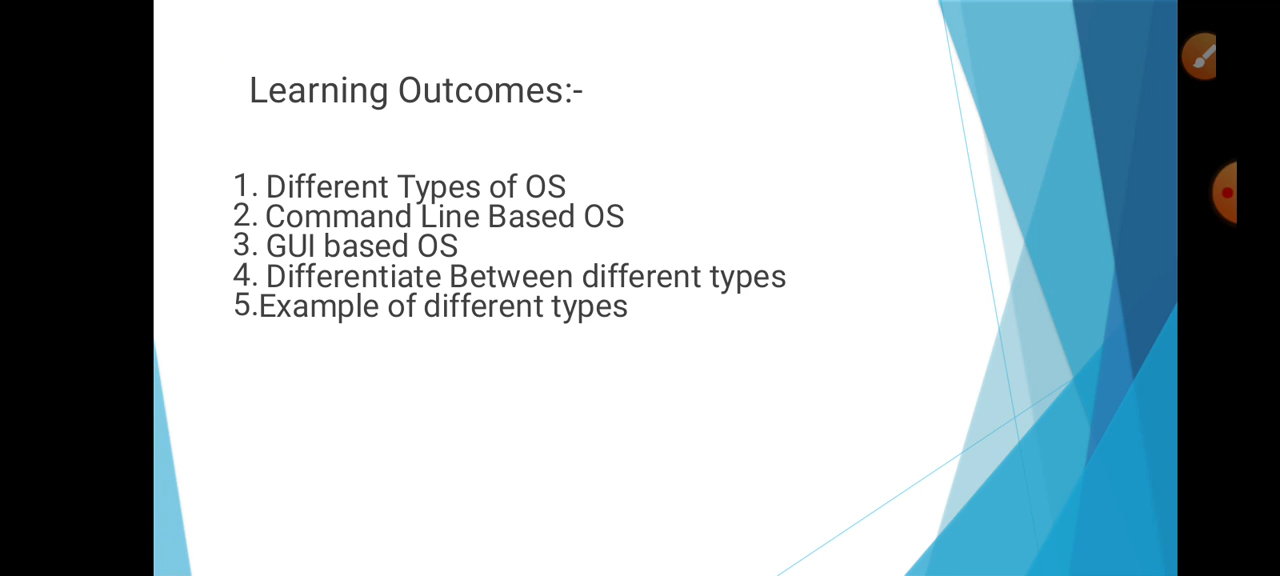 Learning Outcomes:-
1. Different Types of OS
2. Command Line Based OS
3. GUI based OS
4. Differentiate Between different types
5.Example of different types